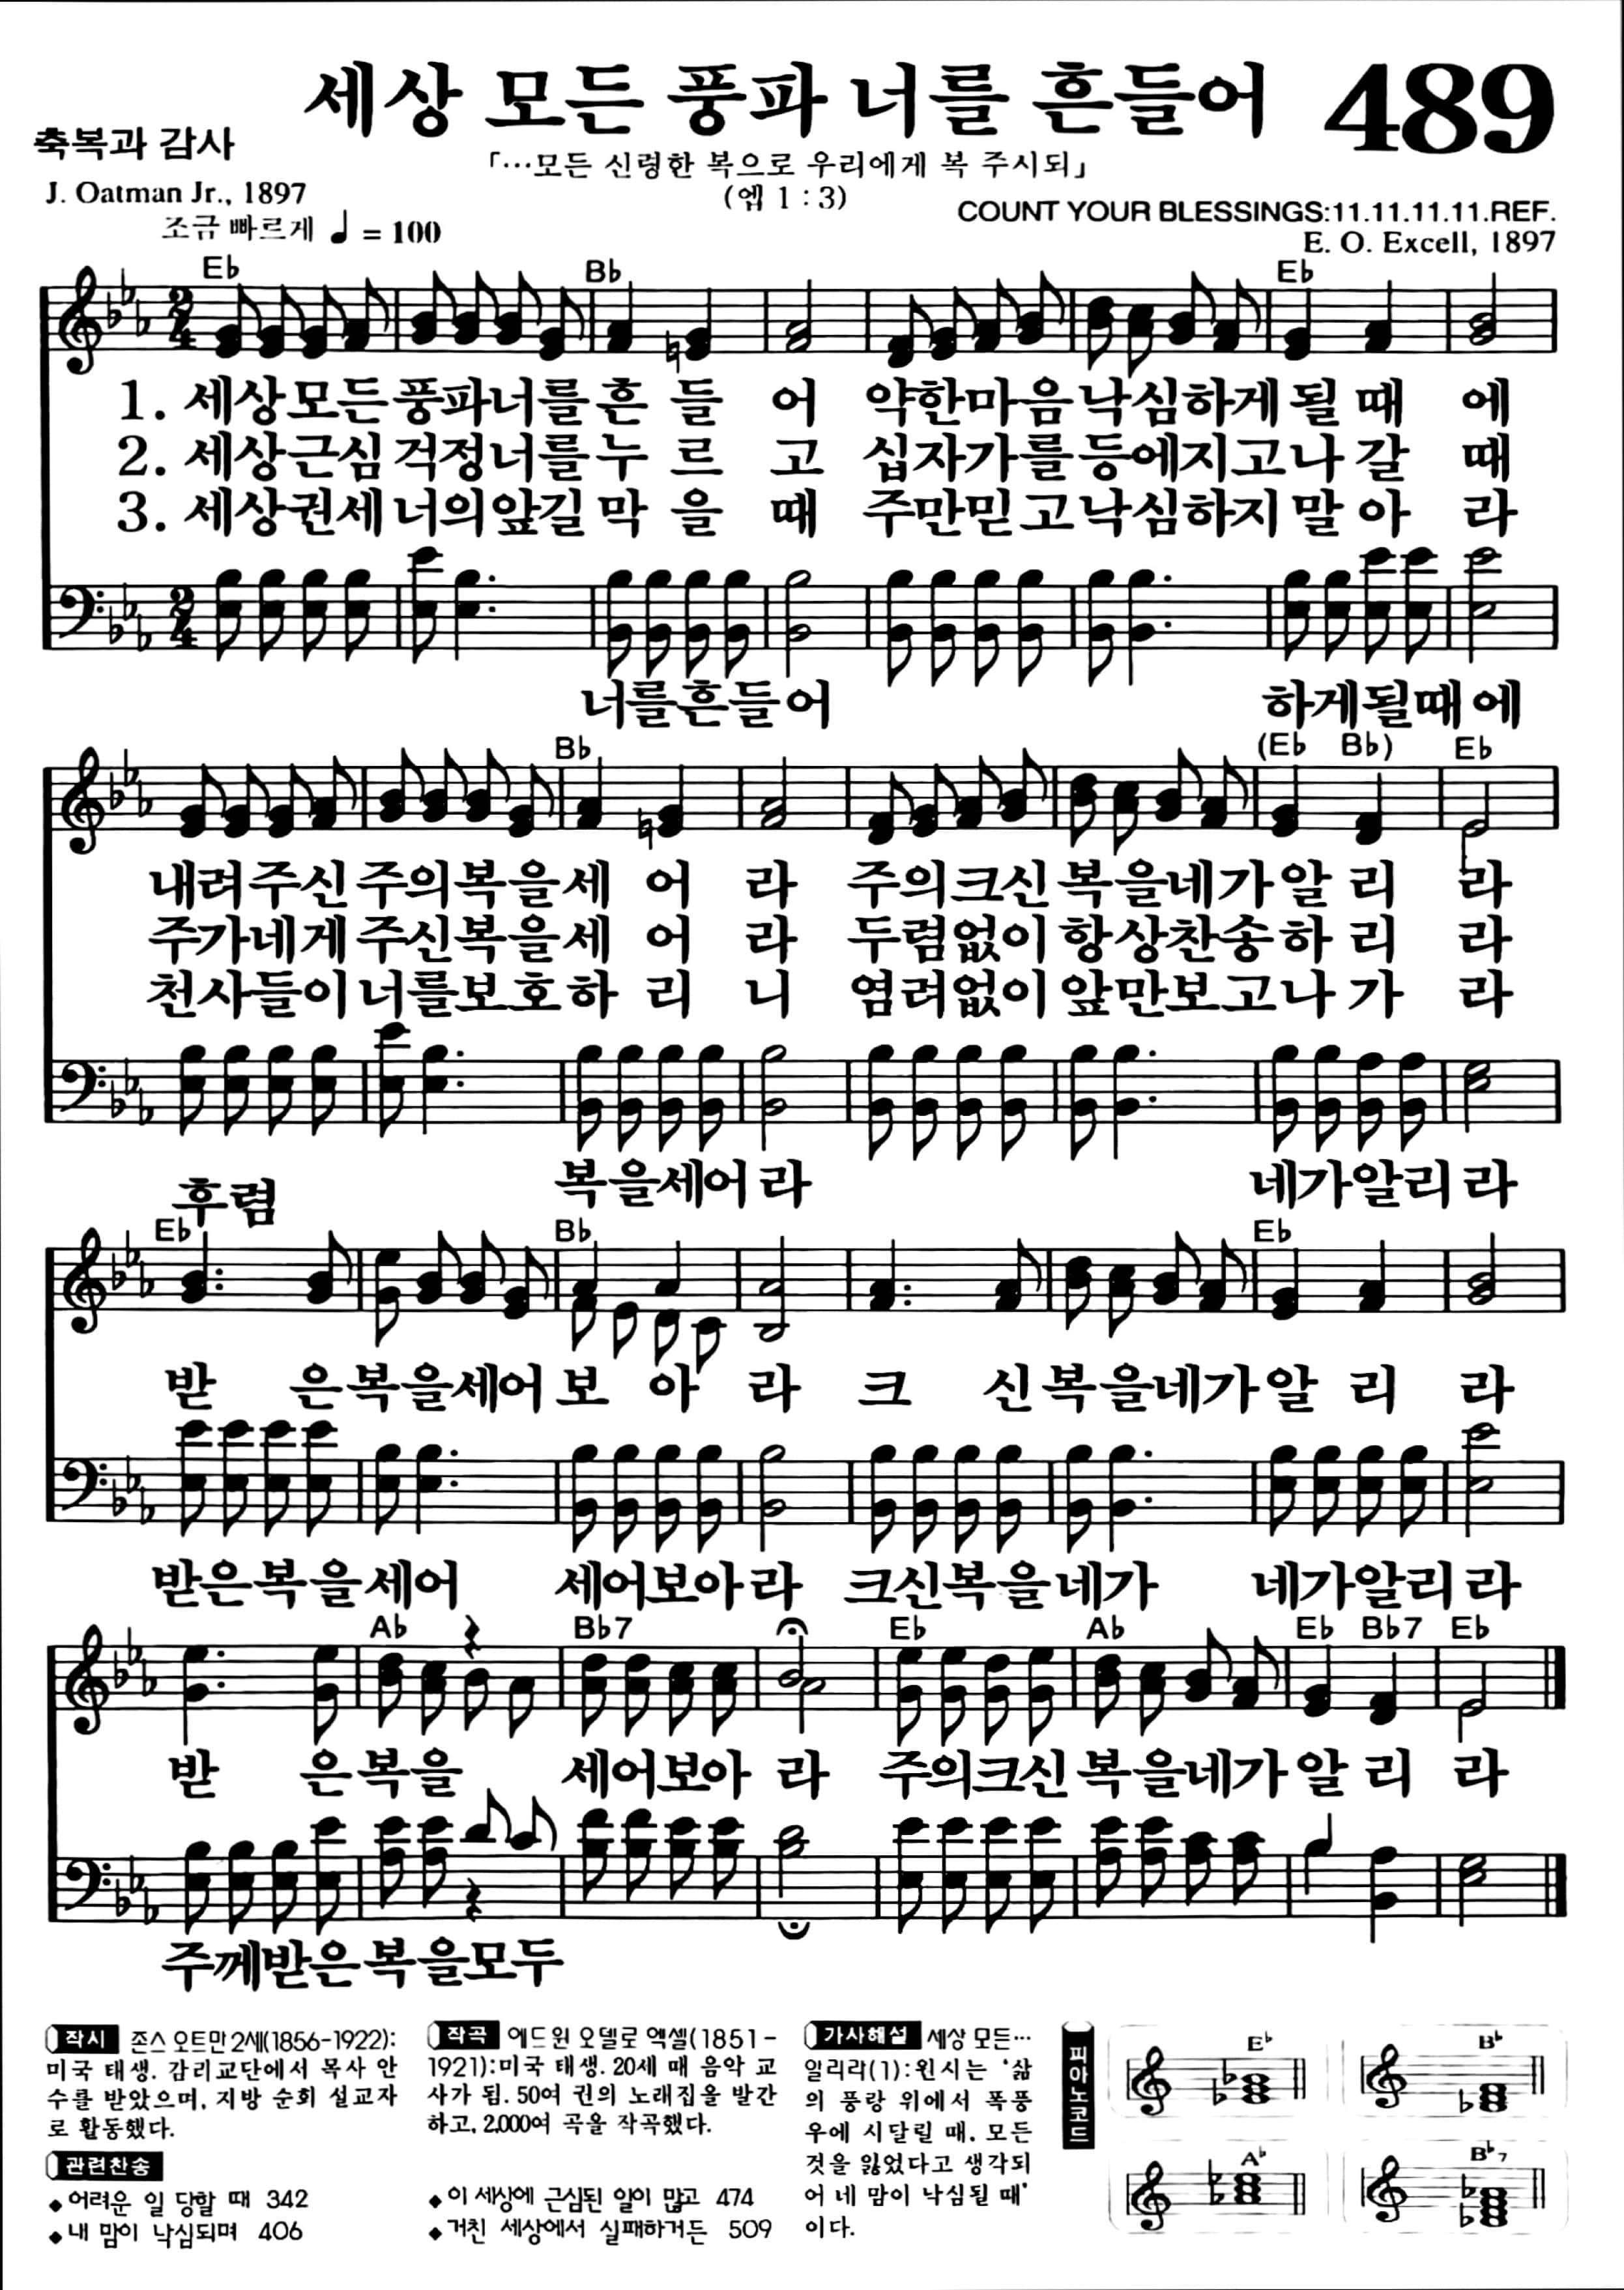 세상 모든 풍파 너를 흔들어 489
축복과 감사
「…모든 신령한 복으로 우리에게 복 주시되」
(엡 1 : 3)
J. Oatman Jr., 1897
조금 빠르게 ♩ = 100
COUNT YOUR BLESSINGS:11.11.11.11.REF.
E. O. Excell, 1897
E♭ B♭ E♭
2/4
1. 세상모든풍파너를흔 들 어 약한마음낙심하게될 때 에
2. 세상근심걱정너를누 르 고 십자가를등에지고나 갈 때
3. 세상권세너의앞길막 을 때 주만믿고낙심하지말 아 라
2/4
너를흔들어 하게될때에
B♭ (E♭ B♭) E♭
내려주신주의복을세 어 라 주의크신복을네가알 리 라
주가네게주신복을세 어 라 두렴없이항상찬송하 리 라
천사들이너를보호하 리 니 염려없이앞만보고나 가 라
복을세어라 네가알리라
후렴
E♭ B♭ E♭
받 은복을세어보 아 라 크 신복을네가알 리 라
받은복을세어 세어보아라 크신복을네가 네가알리라
A♭ B♭7 E♭ A♭ E♭ B♭7 E♭
받 은복을 세어보아 라 주의크신복을네가알 리 라
주께받은복을모두
작시 존스 오트만 2세(1856-1922):
미국 태생. 감리교단에서 목사 안
수를 받았으며, 지방 순회 설교자
로 활동했다.
관련찬송
◆어려운 일 당할 때 342
◆내 맘이 낙심되며 406
작곡 에드윈 오델로 엑셀(1851-
1921):미국 태생. 20세 때 음악 교
사가 됨. 50여 권의 노래집을 발간
하고, 2,000여 곡을 작곡했다.
◆이 세상에 근심된 일이 많고 474
◆거친 세상에서 실패하거든 509
가사해설 세상 모든…
알리라(1):원시는 ‘삶
의 풍랑 위에서 폭풍
우에 시달릴 때, 모든
것을 잃었다고 생각되
어 네 맘이 낙심될 때’
이다.
피아노코드
E♭ B♭
A♭ B♭7